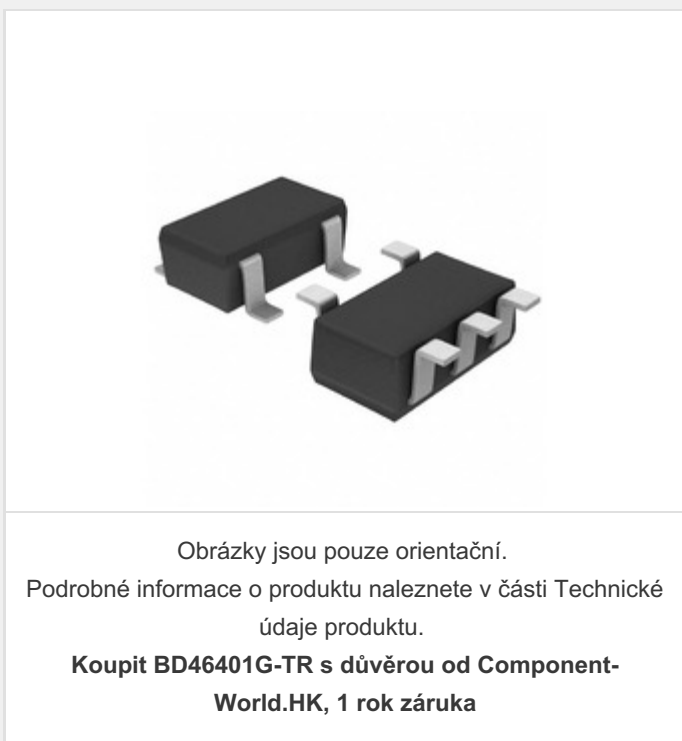 Obrázky jsou pouze orientační.
Podrobné informace o produktu naleznete v části Technické
údaje produktu.
Koupit BD46401G-TR s důvěrou od Component-
World.HK, 1 rok záruka